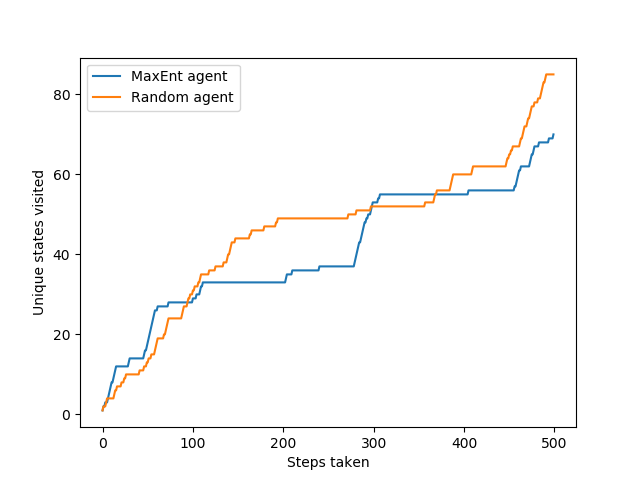 MaxEnt agent
Random agent
Unique states visited
80
60
40
20
0
0 100 200 300 400 500
Steps taken